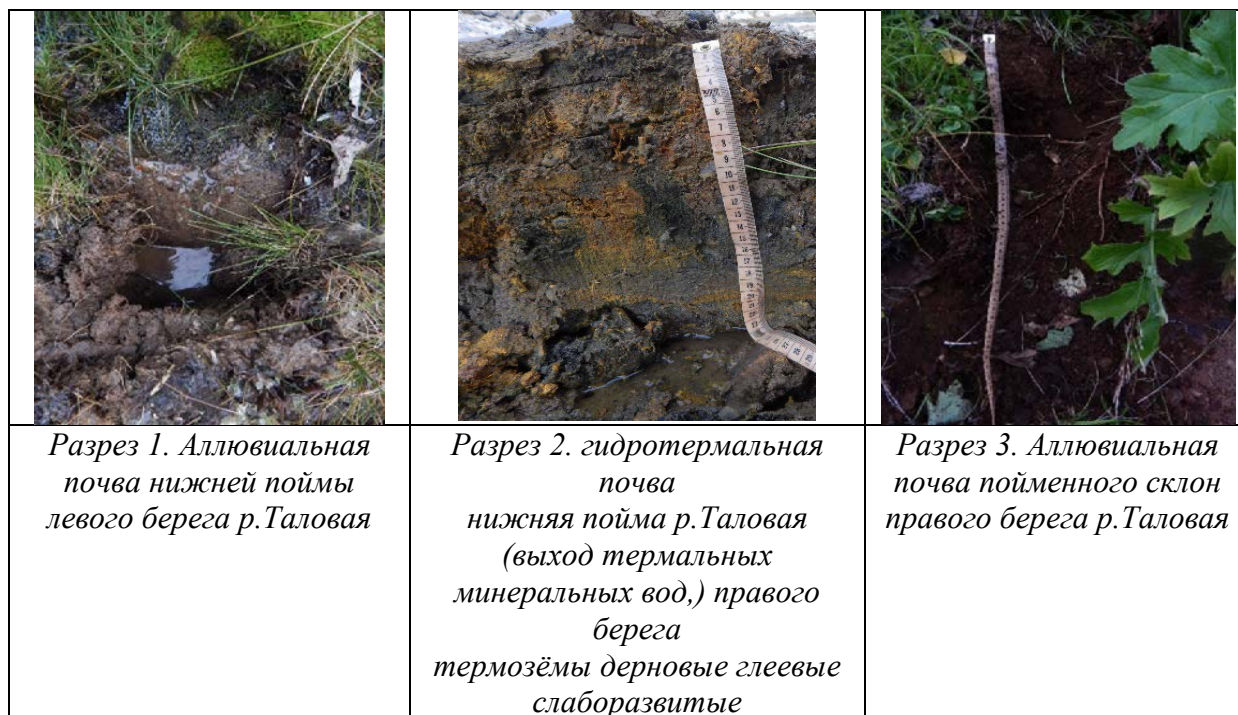 Разрез 1. Аллювиальная
почва нижней поймы
левого берега р.Таловая
Разрез 2. гидротермальная
почва
нижняя пойма р.Таловая
(выход термальных
минеральных вод,) правого
берега
термозёмы дерновые глеевые
слаборазвитые
Разрез 3. Аллювиальная
почва пойменного склон
правого берега р.Таловая